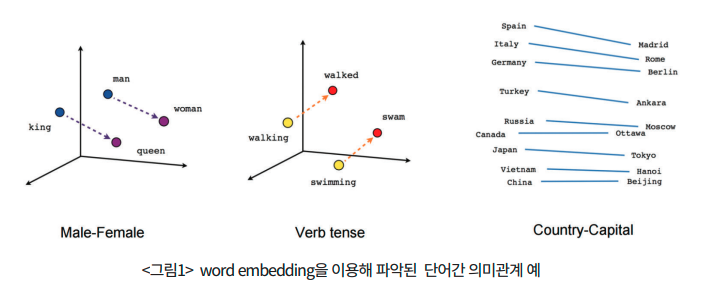 man
woman
king
queen
Male-Female
walked
swam
walking
swimming
Verb tense
Spain
Madrid
Italy
Rome
Germany
Berlin
Turkey
Ankara
Russia
Moscow
Canada
Ottawa
Japan
Tokyo
Vietnam
Hanoi
China
Beijing
Country-Capital
<그림1> word embedding을 이용해 파악된 단어간 의미관계 예